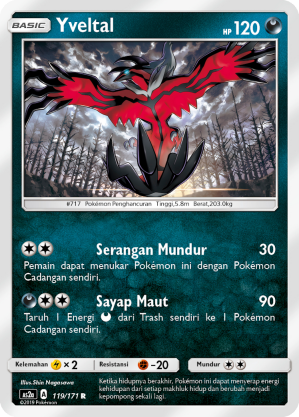 BASIC Yveltal HP 120
#717 Pokémon Penghancuran Tinggi,5.8m Berat,203.0kg
Serangan Mundur 30
Pemain dapat menukar Pokémon ini dengan Pokémon
Cadangan sendiri.
Sayap Maut 90
Taruh 1 Energi dari Trash sendiri ke 1 Pokémon
Cadangan sendiri.
Kelemahan ×2 Resistansi -20 Mundur
Illus.Shin Nagasawa
AS2a A 119/171 R
©2019 Pokémon
Ketika hidupnya berakhir, Pokémon ini dapat menyerap energi
kehidupan dari setiap makhluk hidup dan berubah menjadi
kepompong sekali lagi.